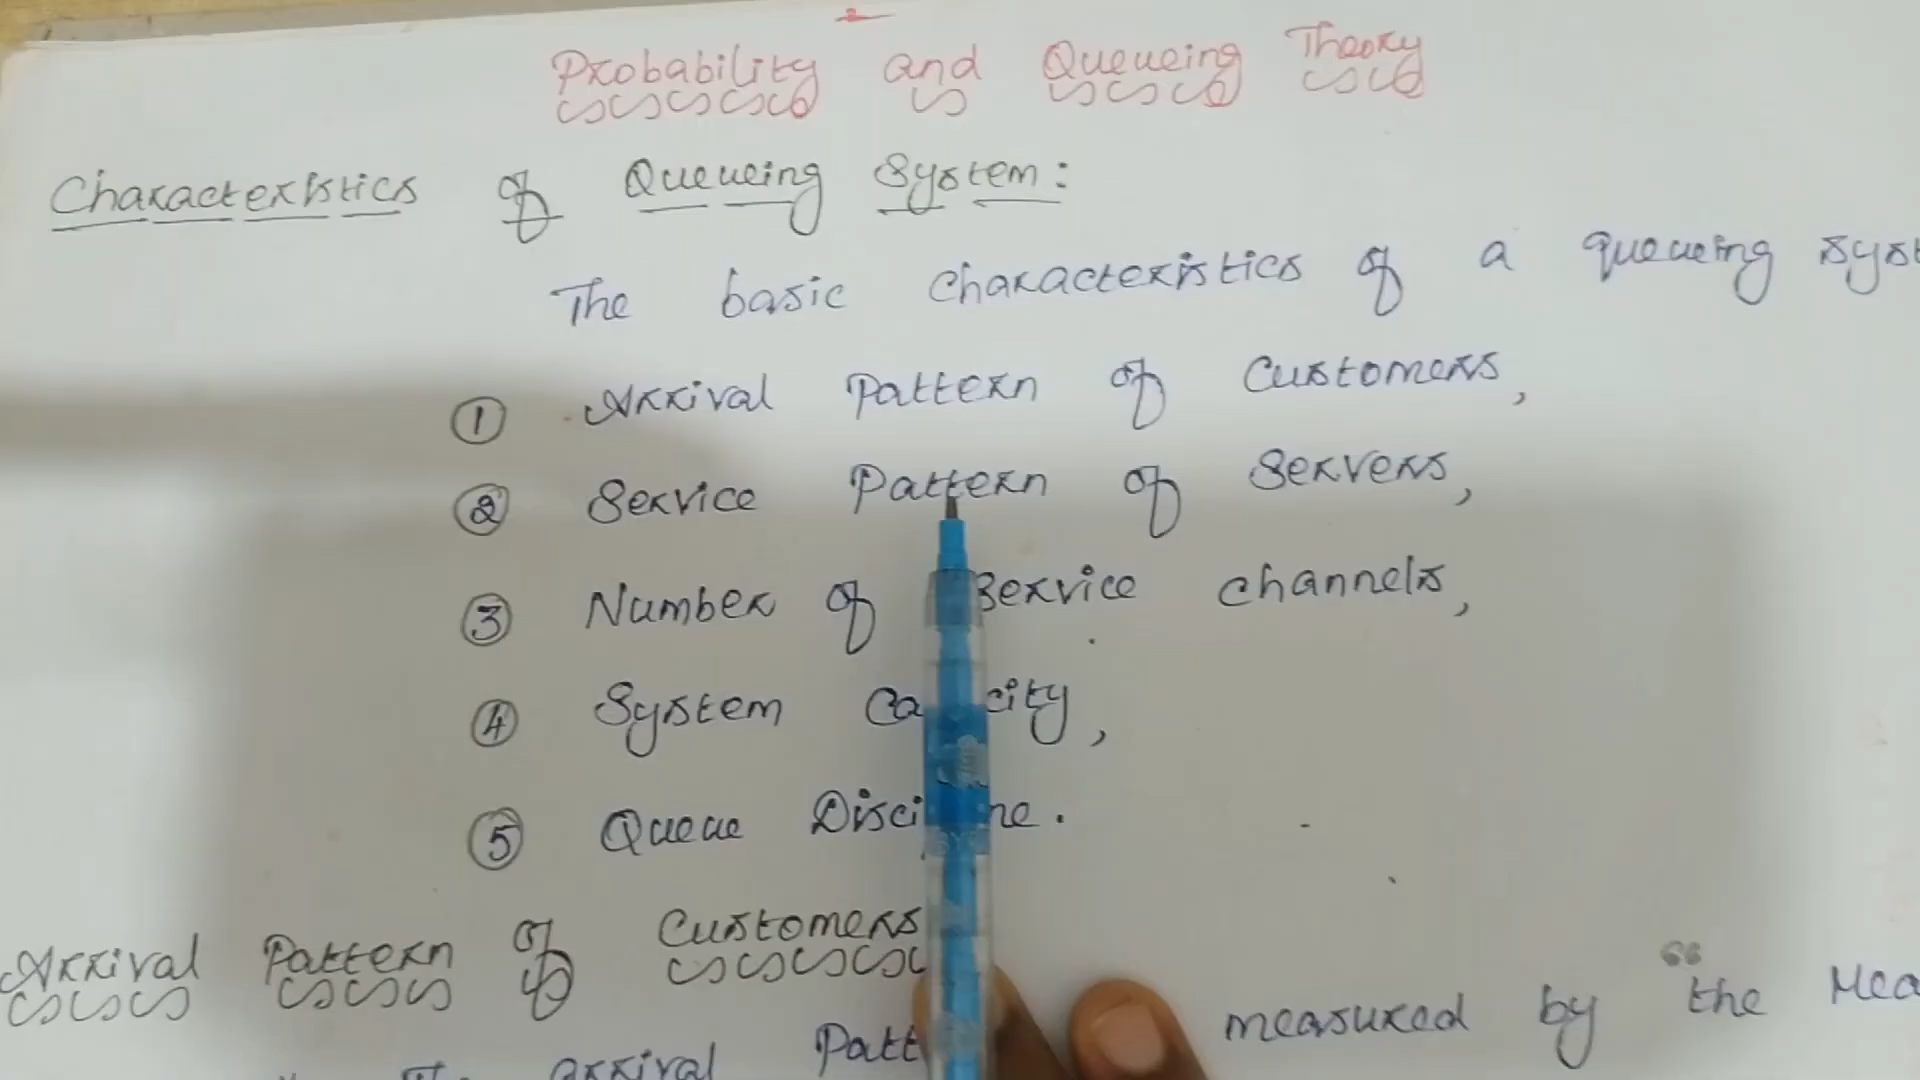 Probability and Queueing Theory
Characteristics of Queueing System:
The basic characteristics of a queueing
① Arrival Pattern of Customers,
② Service Pattern of Servers,
③ Number of Service channels,
④ System
⑤ Queue
Arrival Pattern of Customers
arrival measured by the